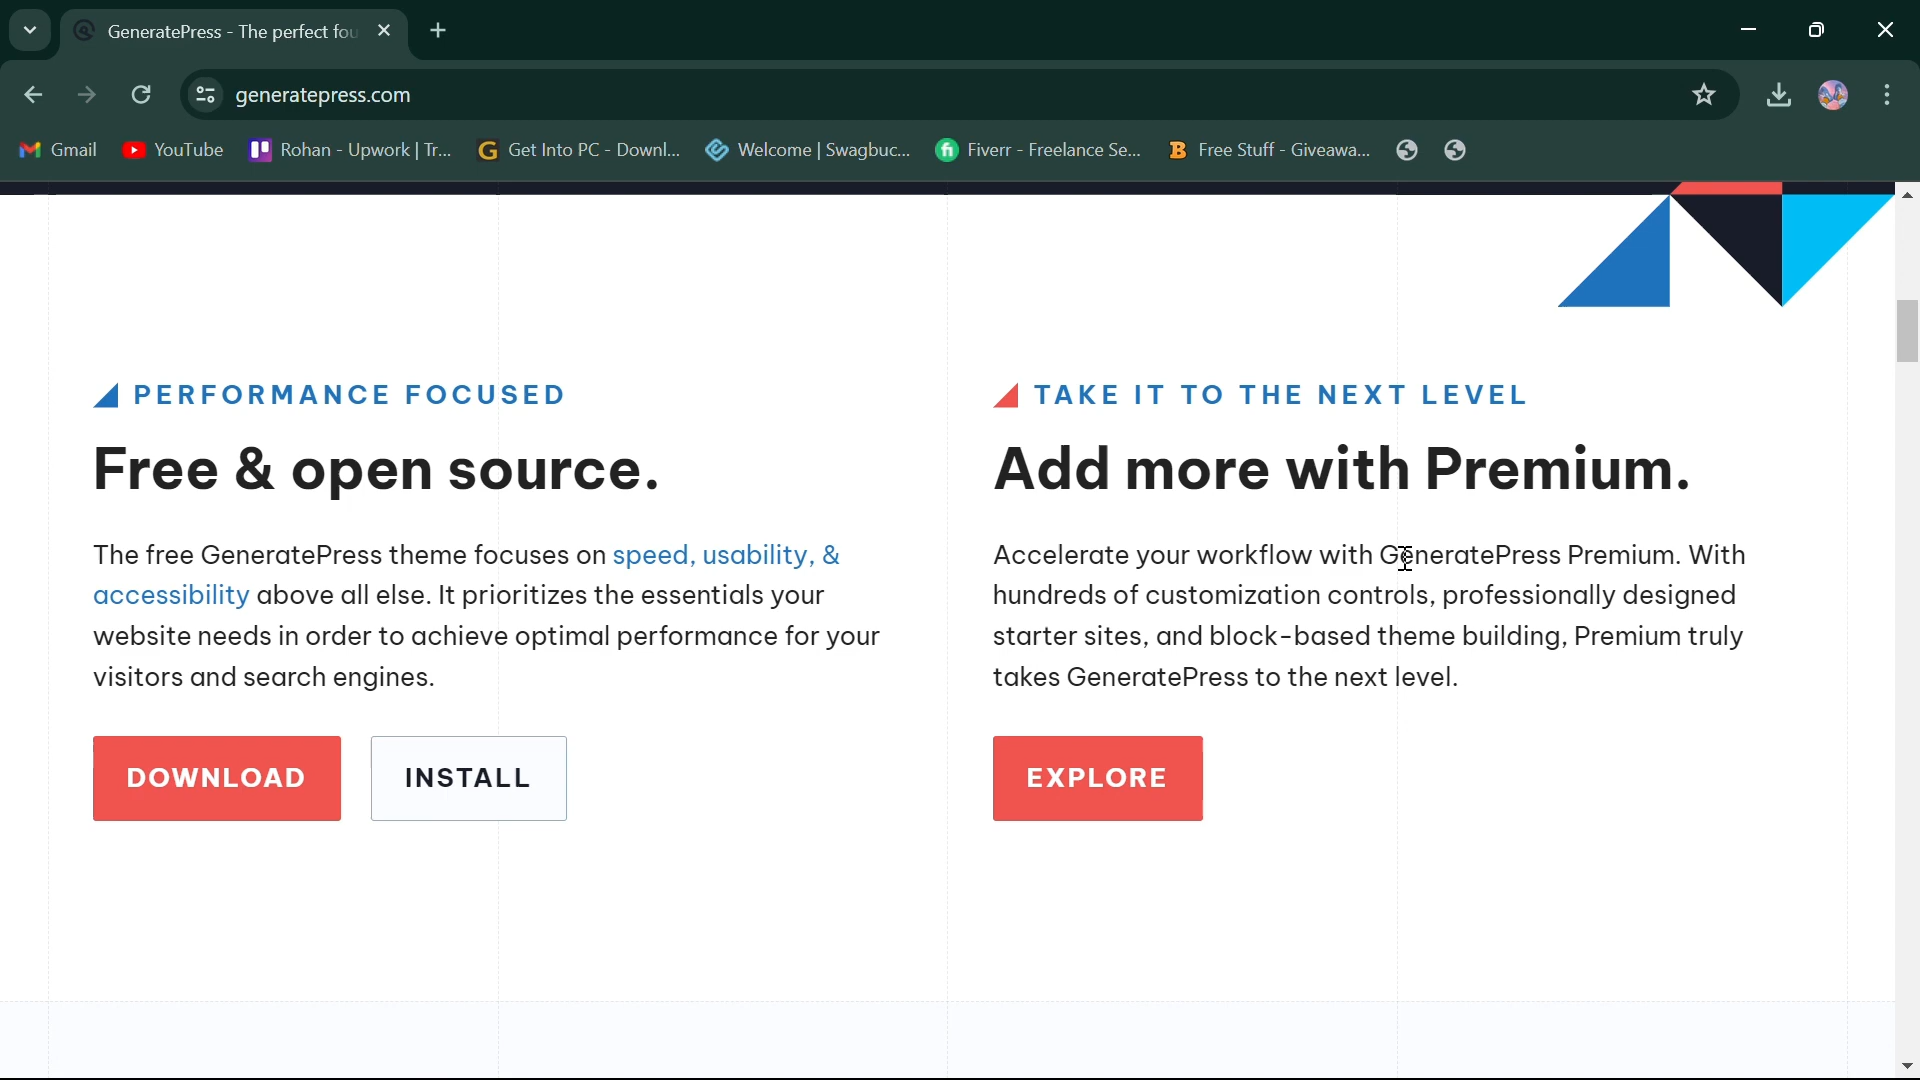 GeneratePress - The perfect fou
generatepress.com
Gmail
YouTube
Rohan - Upwork | Tr...
Get Into PC - Downl...
Welcome | Swagbuc...
Fiverr - Freelance Se...
Free Stuff - Giveawa...
PERFORMANCE FOCUSED
Free & open source.
The free GeneratePress theme focuses on speed, usability, &
accessibility above all else. It prioritizes the essentials your
website needs in order to achieve optimal performance for your
visitors and search engines.
DOWNLOAD
INSTALL
TAKE IT TO THE NEXT LEVEL
Add more with Premium.
Accelerate your workflow with GeneratePress Premium. With
hundreds of customization controls, professionally designed
starter sites, and block-based theme building, Premium truly
takes GeneratePress to the next level.
EXPLORE